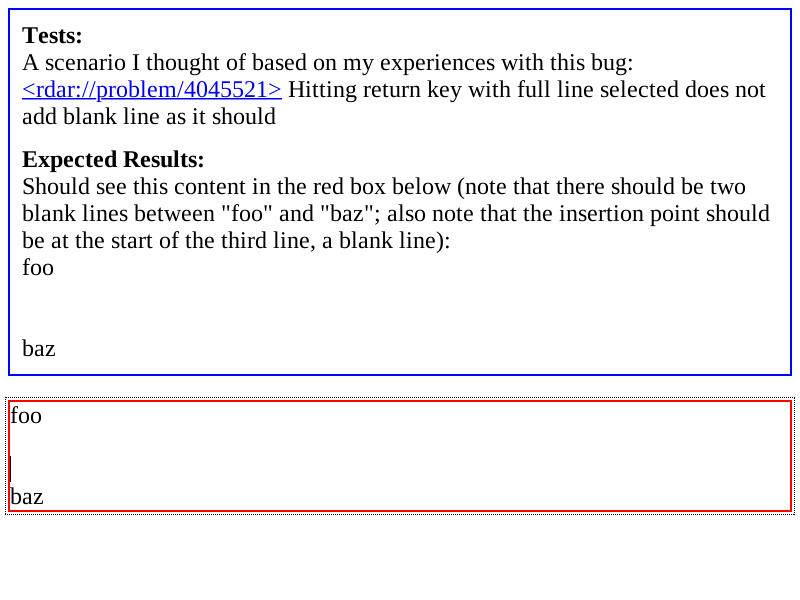 Tests:
A scenario I thought of based on my experiences with this bug:
<rdar://problem/4045521> Hitting return key with full line selected does not
add blank line as it should
Expected Results:
Should see this content in the red box below (note that there should be two
blank lines between "foo" and "baz"; also note that the insertion point should
be at the start of the third line, a blank line):
foo
baz
foo
baz